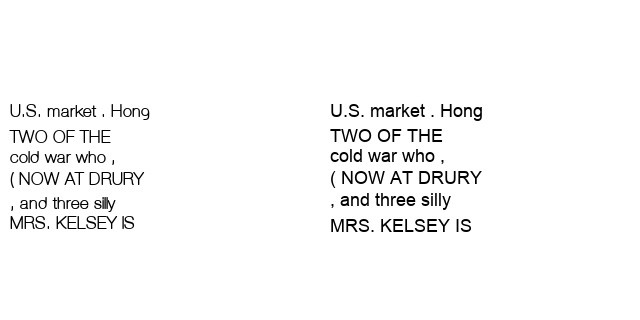 U.S. market . Hong
TWO OF THE
cold war who ,
( NOW AT DRURY
, and three silly
MRS. KELSEY IS
U.S. market . Hong
TWO OF THE
cold war who ,
( NOW AT DRURY
, and three silly
MRS. KELSEY IS